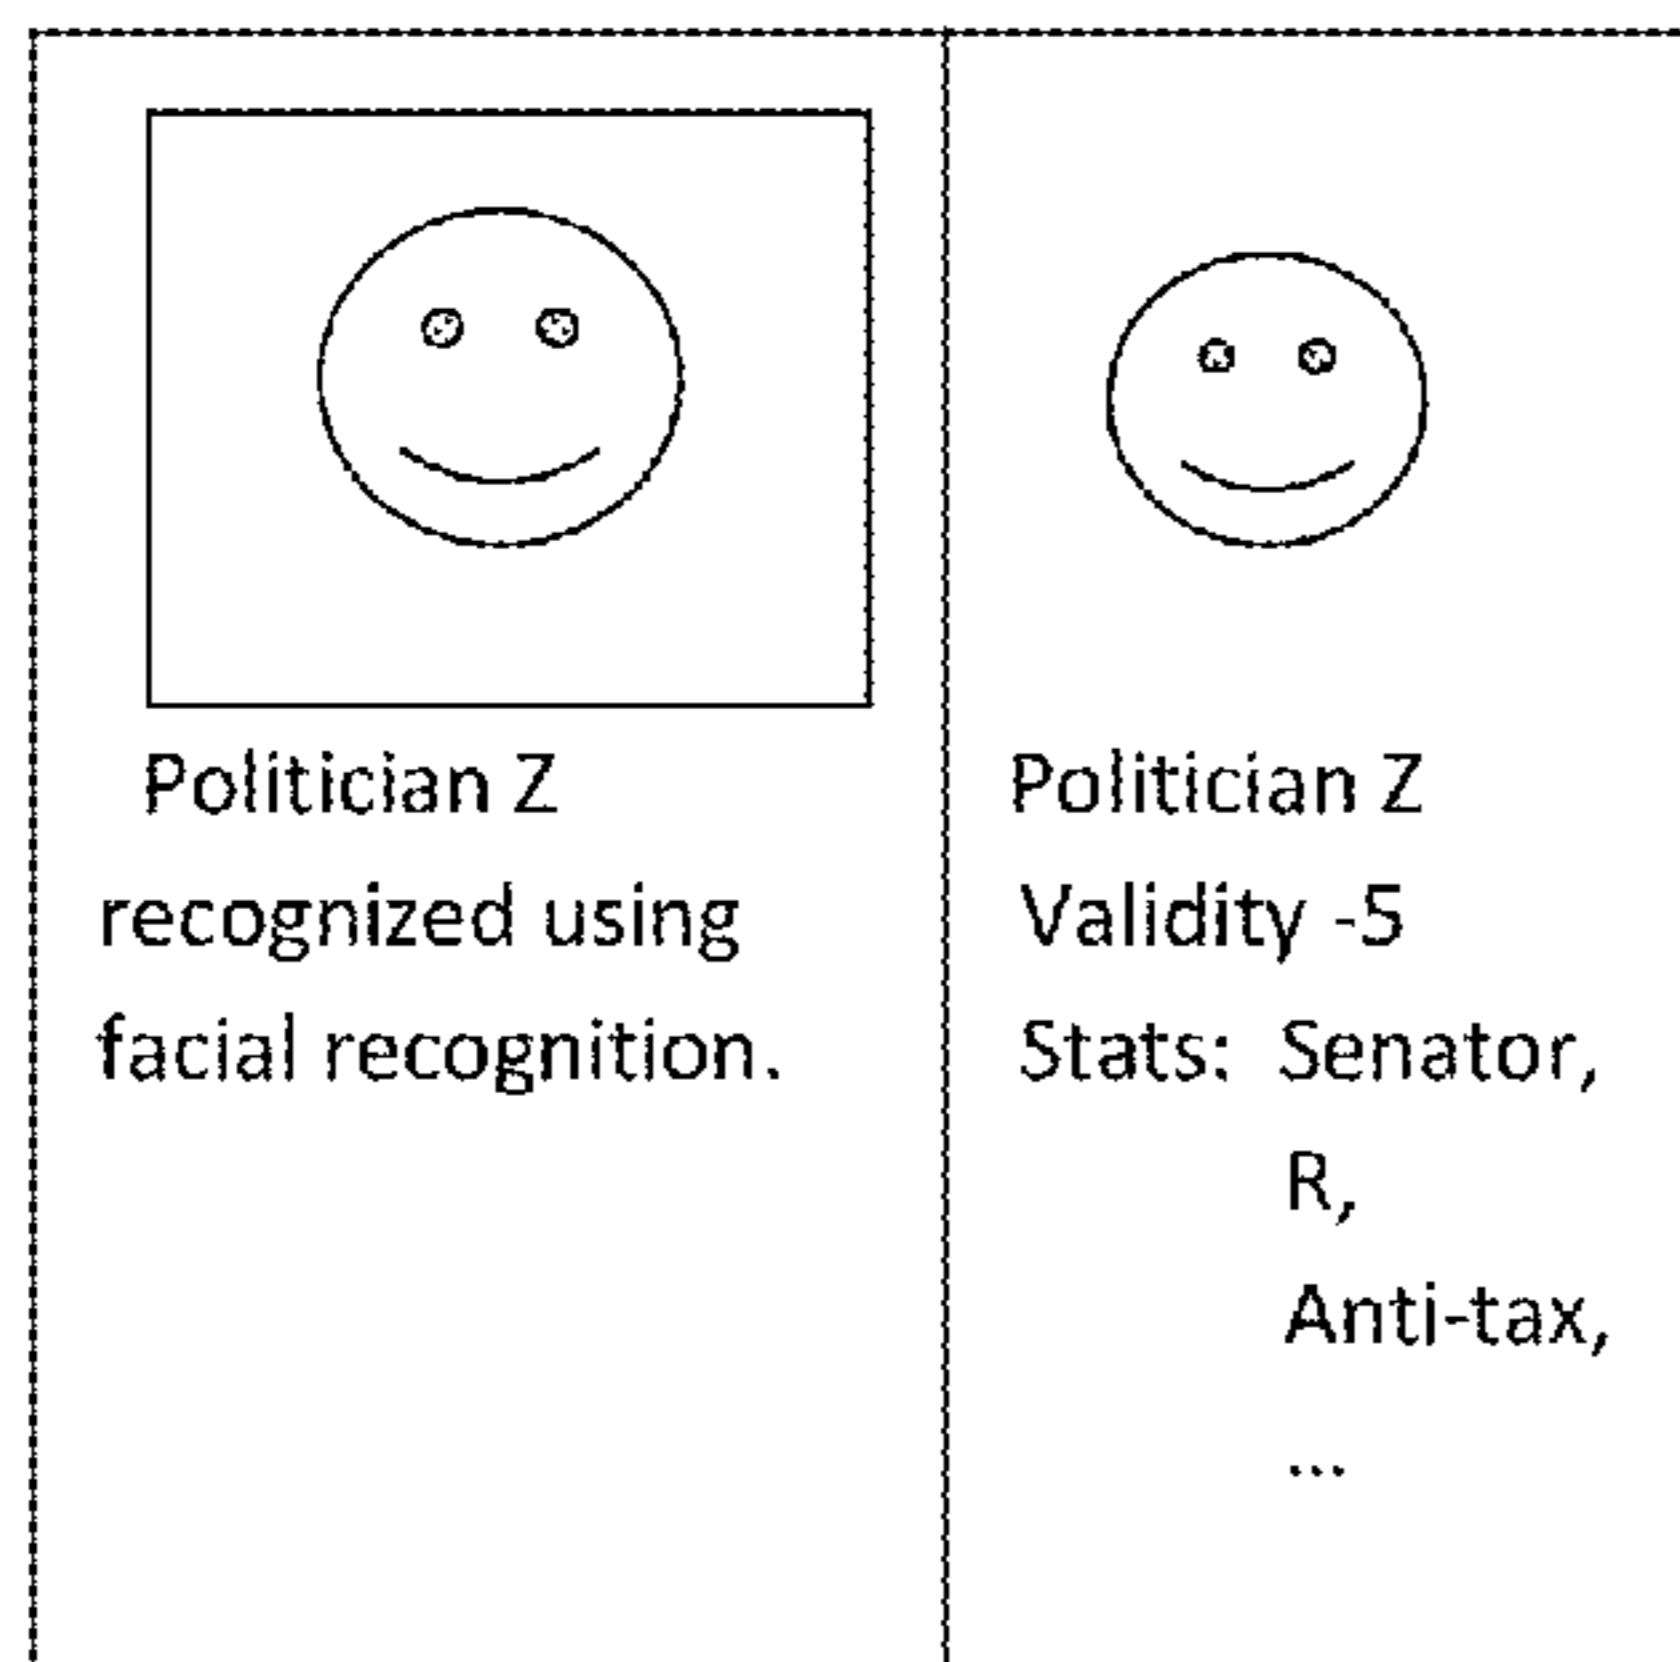 Politician Z
recognized using
facial recognition.
Politician Z
Validity -5
Stats: Senator,
R,
Anti-tax,
...